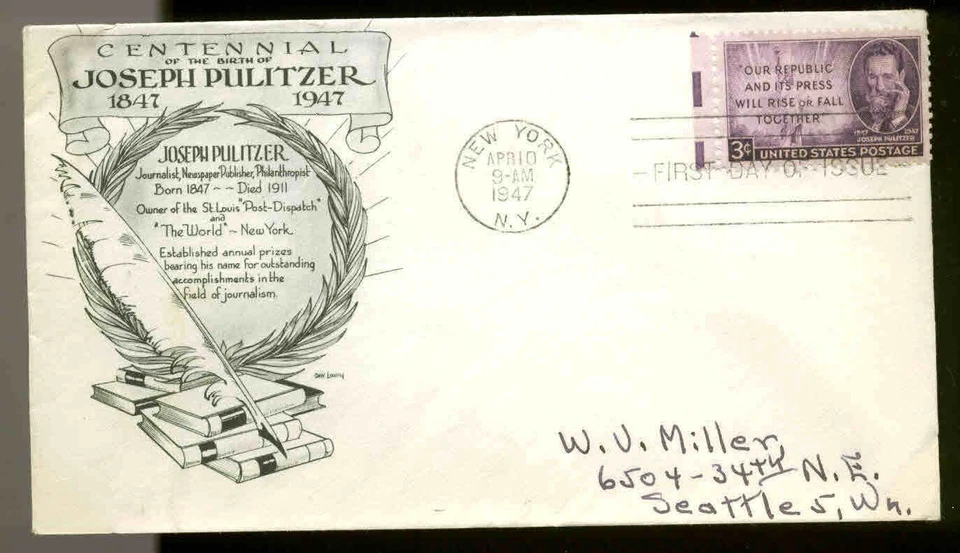 CENTENNIAL
OF THE BIRTH OF
JOSEPH PULITZER
1847 1947
JOSEPH PULITZER
Journalist, Newspaper Publisher, Philanthropist
Born 1847 ~ ~ Died 1911
Owner of the St. Louis "Post-Dispatch"
and
"The World" ~ New York.
Established annual prizes
bearing his name for outstanding
accomplishments in the
field of journalism.
NEW YORK
APR 10
9-AM
1947
N.Y.
"OUR REPUBLIC
AND ITS PRESS
WILL RISE OR FALL
TOGETHER"
1847 1947
JOSEPH PULITZER
3¢ UNITED STATES POSTAGE
FIRST DAY OF ISSUE
W. V. Miller,
6504-34th N.E.
Seattle 5, Wn.